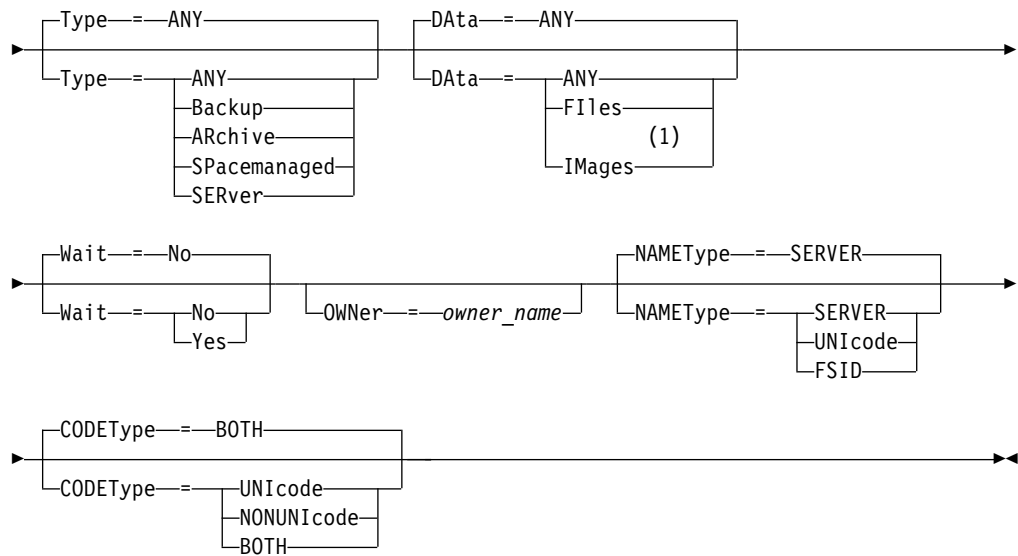 Type = ANY DAta = ANY
Type = ANY DAta = ANY
Backup FIles
ARchive (1)
SPacemanaged IMages
SERver
Wait = No NAMEType = SERVER
Wait = No OWNer = owner_name NAMEType = SERVER
Yes UNIcode
FSID
CODEType = BOTH
CODEType = UNIcode
NONUNIcode
BOTH